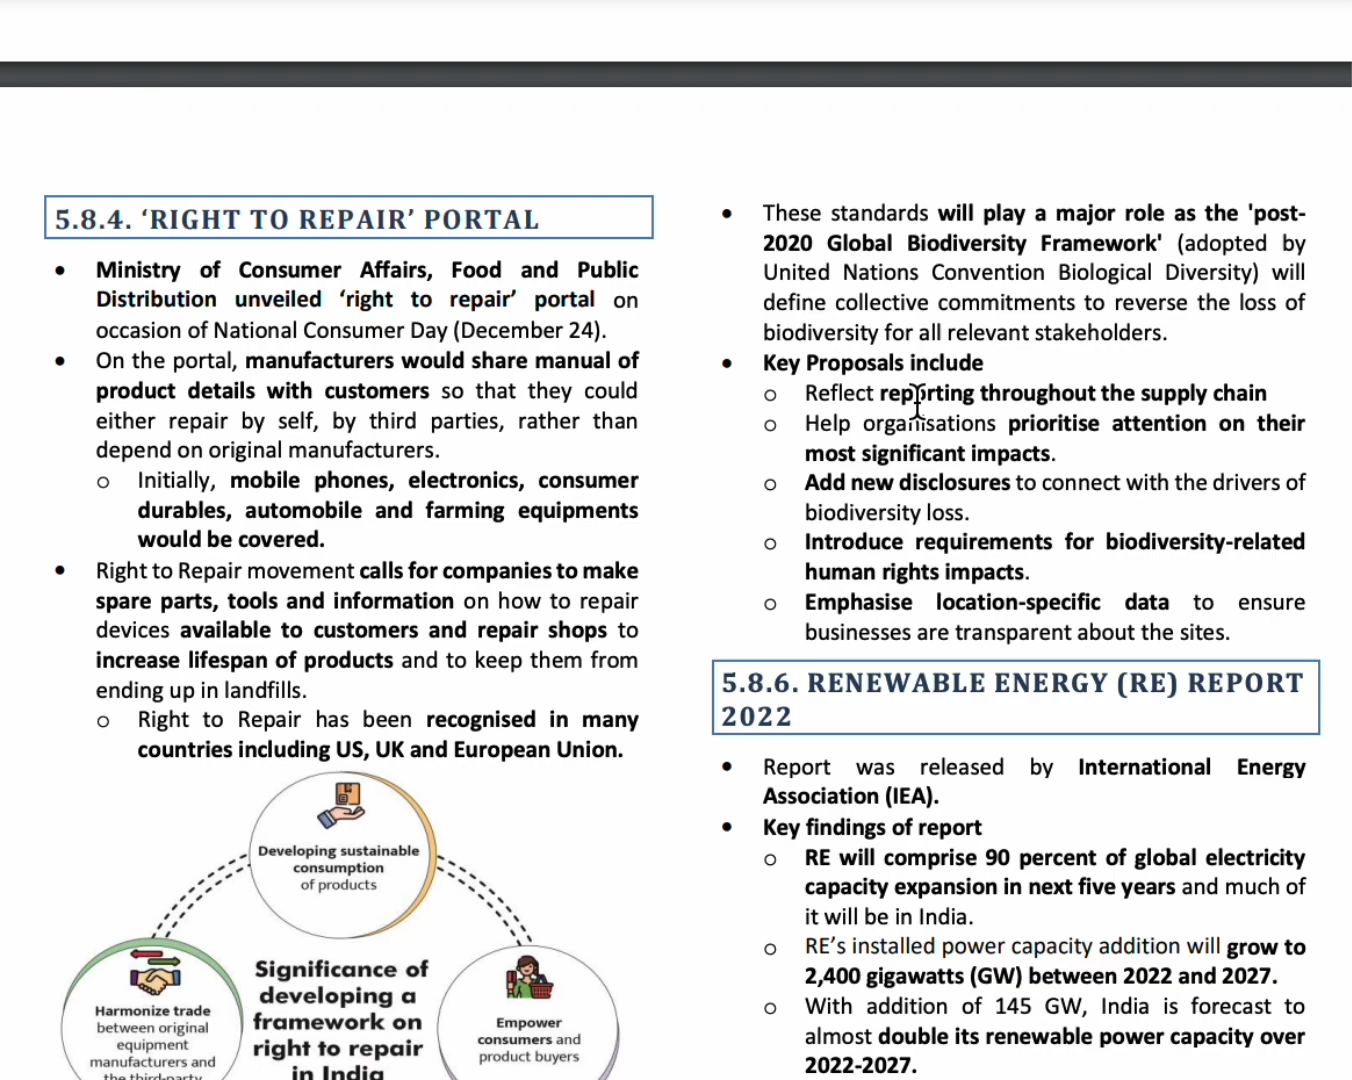 5.8.4. ‘RIGHT TO REPAIR’ PORTAL
• Ministry of Consumer Affairs, Food and Public
Distribution unveiled ‘right to repair’ portal on
occasion of National Consumer Day (December 24).
• On the portal, manufacturers would share manual of
product details with customers so that they could
either repair by self, by third parties, rather than
depend on original manufacturers.
o Initially, mobile phones, electronics, consumer
durables, automobile and farming equipments
would be covered.
• Right to Repair movement calls for companies to make
spare parts, tools and information on how to repair
devices available to customers and repair shops to
increase lifespan of products and to keep them from
ending up in landfills.
o Right to Repair has been recognised in many
countries including US, UK and European Union.
Developing sustainable
consumption
of products
Harmonize trade
between original
equipment
manufacturers and
the third-party
Significance of
developing a
framework on
right to repair
in India
Empower
consumers and
product buyers
• These standards will play a major role as the 'post-
2020 Global Biodiversity Framework' (adopted by
United Nations Convention Biological Diversity) will
define collective commitments to reverse the loss of
biodiversity for all relevant stakeholders.
• Key Proposals include
o Reflect reporting throughout the supply chain
o Help organisations prioritise attention on their
most significant impacts.
o Add new disclosures to connect with the drivers of
biodiversity loss.
o Introduce requirements for biodiversity-related
human rights impacts.
o Emphasise location-specific data to ensure
businesses are transparent about the sites.
5.8.6. RENEWABLE ENERGY (RE) REPORT
2022
• Report was released by International Energy
Association (IEA).
• Key findings of report
o RE will comprise 90 percent of global electricity
capacity expansion in next five years and much of
it will be in India.
o RE’s installed power capacity addition will grow to
2,400 gigawatts (GW) between 2022 and 2027.
o With addition of 145 GW, India is forecast to
almost double its renewable power capacity over
2022-2027.